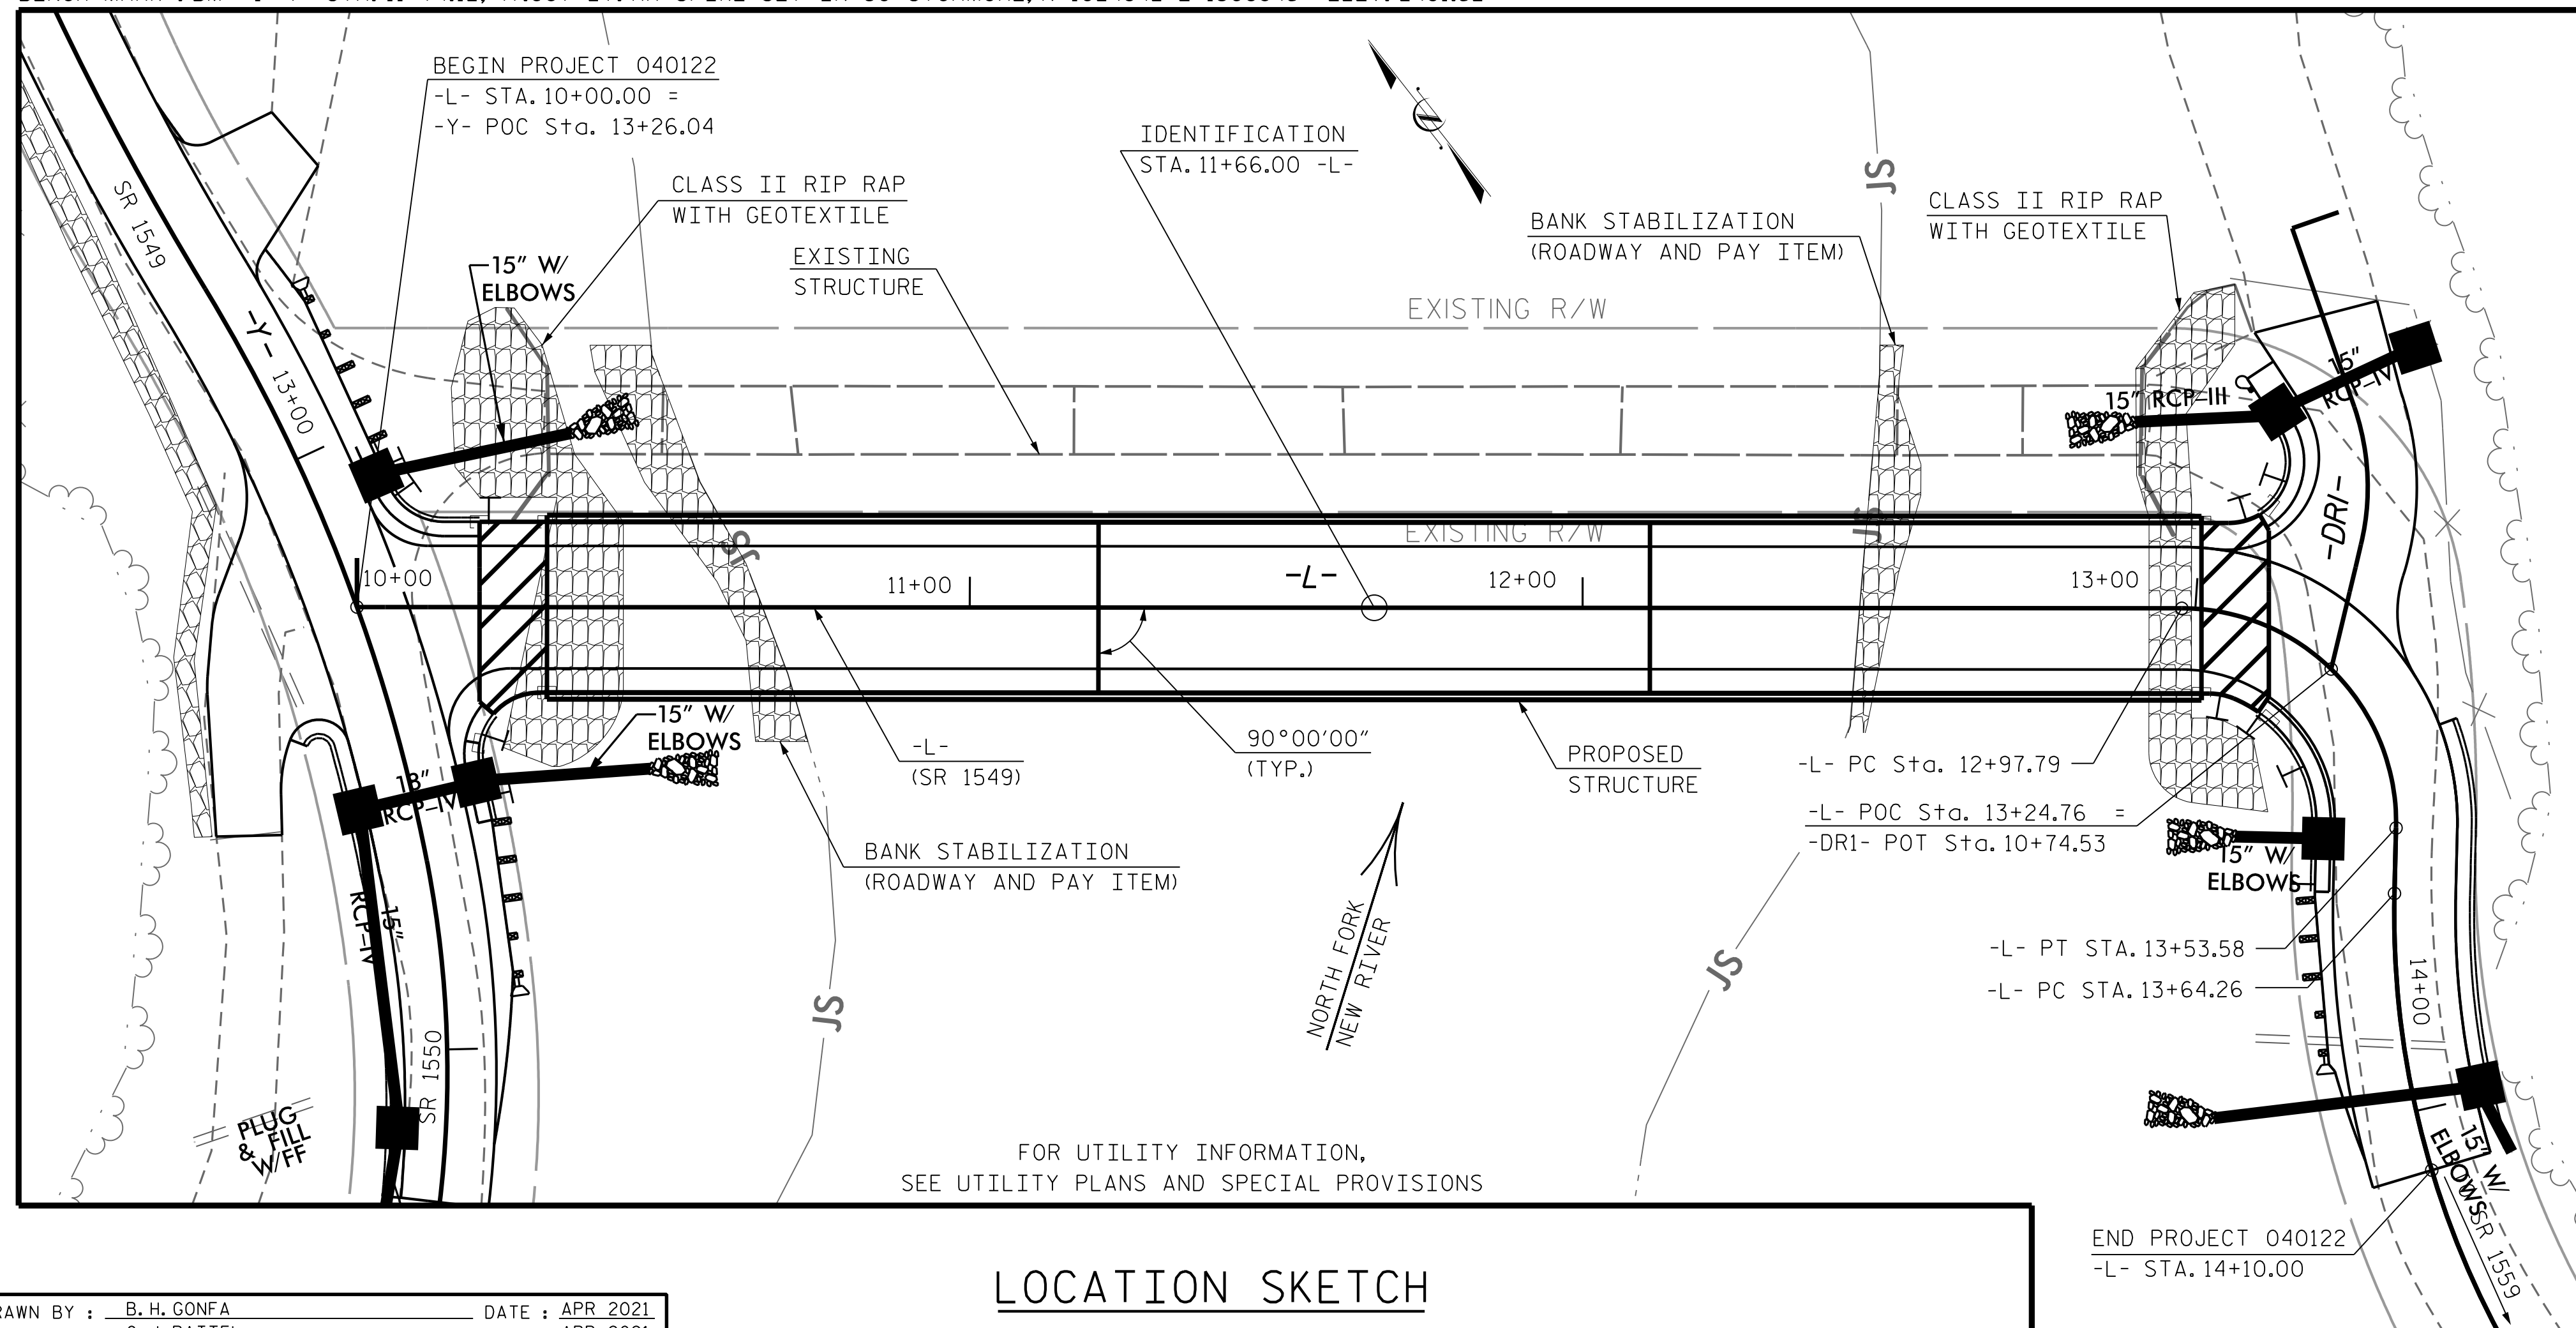 BEGIN PROJECT 040122
-L- STA. 10+00.00 =
-Y- POC Sta. 13+26.04
IDENTIFICATION
STA. 11+66.00 -L-
CLASS II RIP RAP
WITH GEOTEXTILE
BANK STABILIZATION
(ROADWAY AND PAY ITEM)
CLASS II RIP RAP
WITH GEOTEXTILE
SR 1549
15" W/
ELBOWS
EXISTING
STRUCTURE
EXISTING R/W
JS
-Y-
13+00
15" RCP-III
15"
RCP-IV
-DR1-
JS
JS
EXISTING R/W
10+00
11+00
-L-
12+00
13+00
15" W/
ELBOWS
-L-
(SR 1549)
90°00'00"
(TYP.)
PROPOSED
STRUCTURE
-L- PC Sta. 12+97.79
-L- POC Sta. 13+24.76 =
-DR1- POT Sta. 10+74.53
18"
RCP-IV
BANK STABILIZATION
(ROADWAY AND PAY ITEM)
15" W/
ELBOWS
15"
RCP-IV
NORTH FORK
NEW RIVER
JS
JS
-L- PT STA. 13+53.58
-L- PC STA. 13+64.26
14+00
SR 1550
PLUG
& FILL
W/FF
FOR UTILITY INFORMATION,
SEE UTILITY PLANS AND SPECIAL PROVISIONS
15" W/
ELBOWS
SR 1559
END PROJECT 040122
-L- STA. 14+10.00
LOCATION SKETCH
DRAWN BY : B. H. GONFA DATE : APR 2021